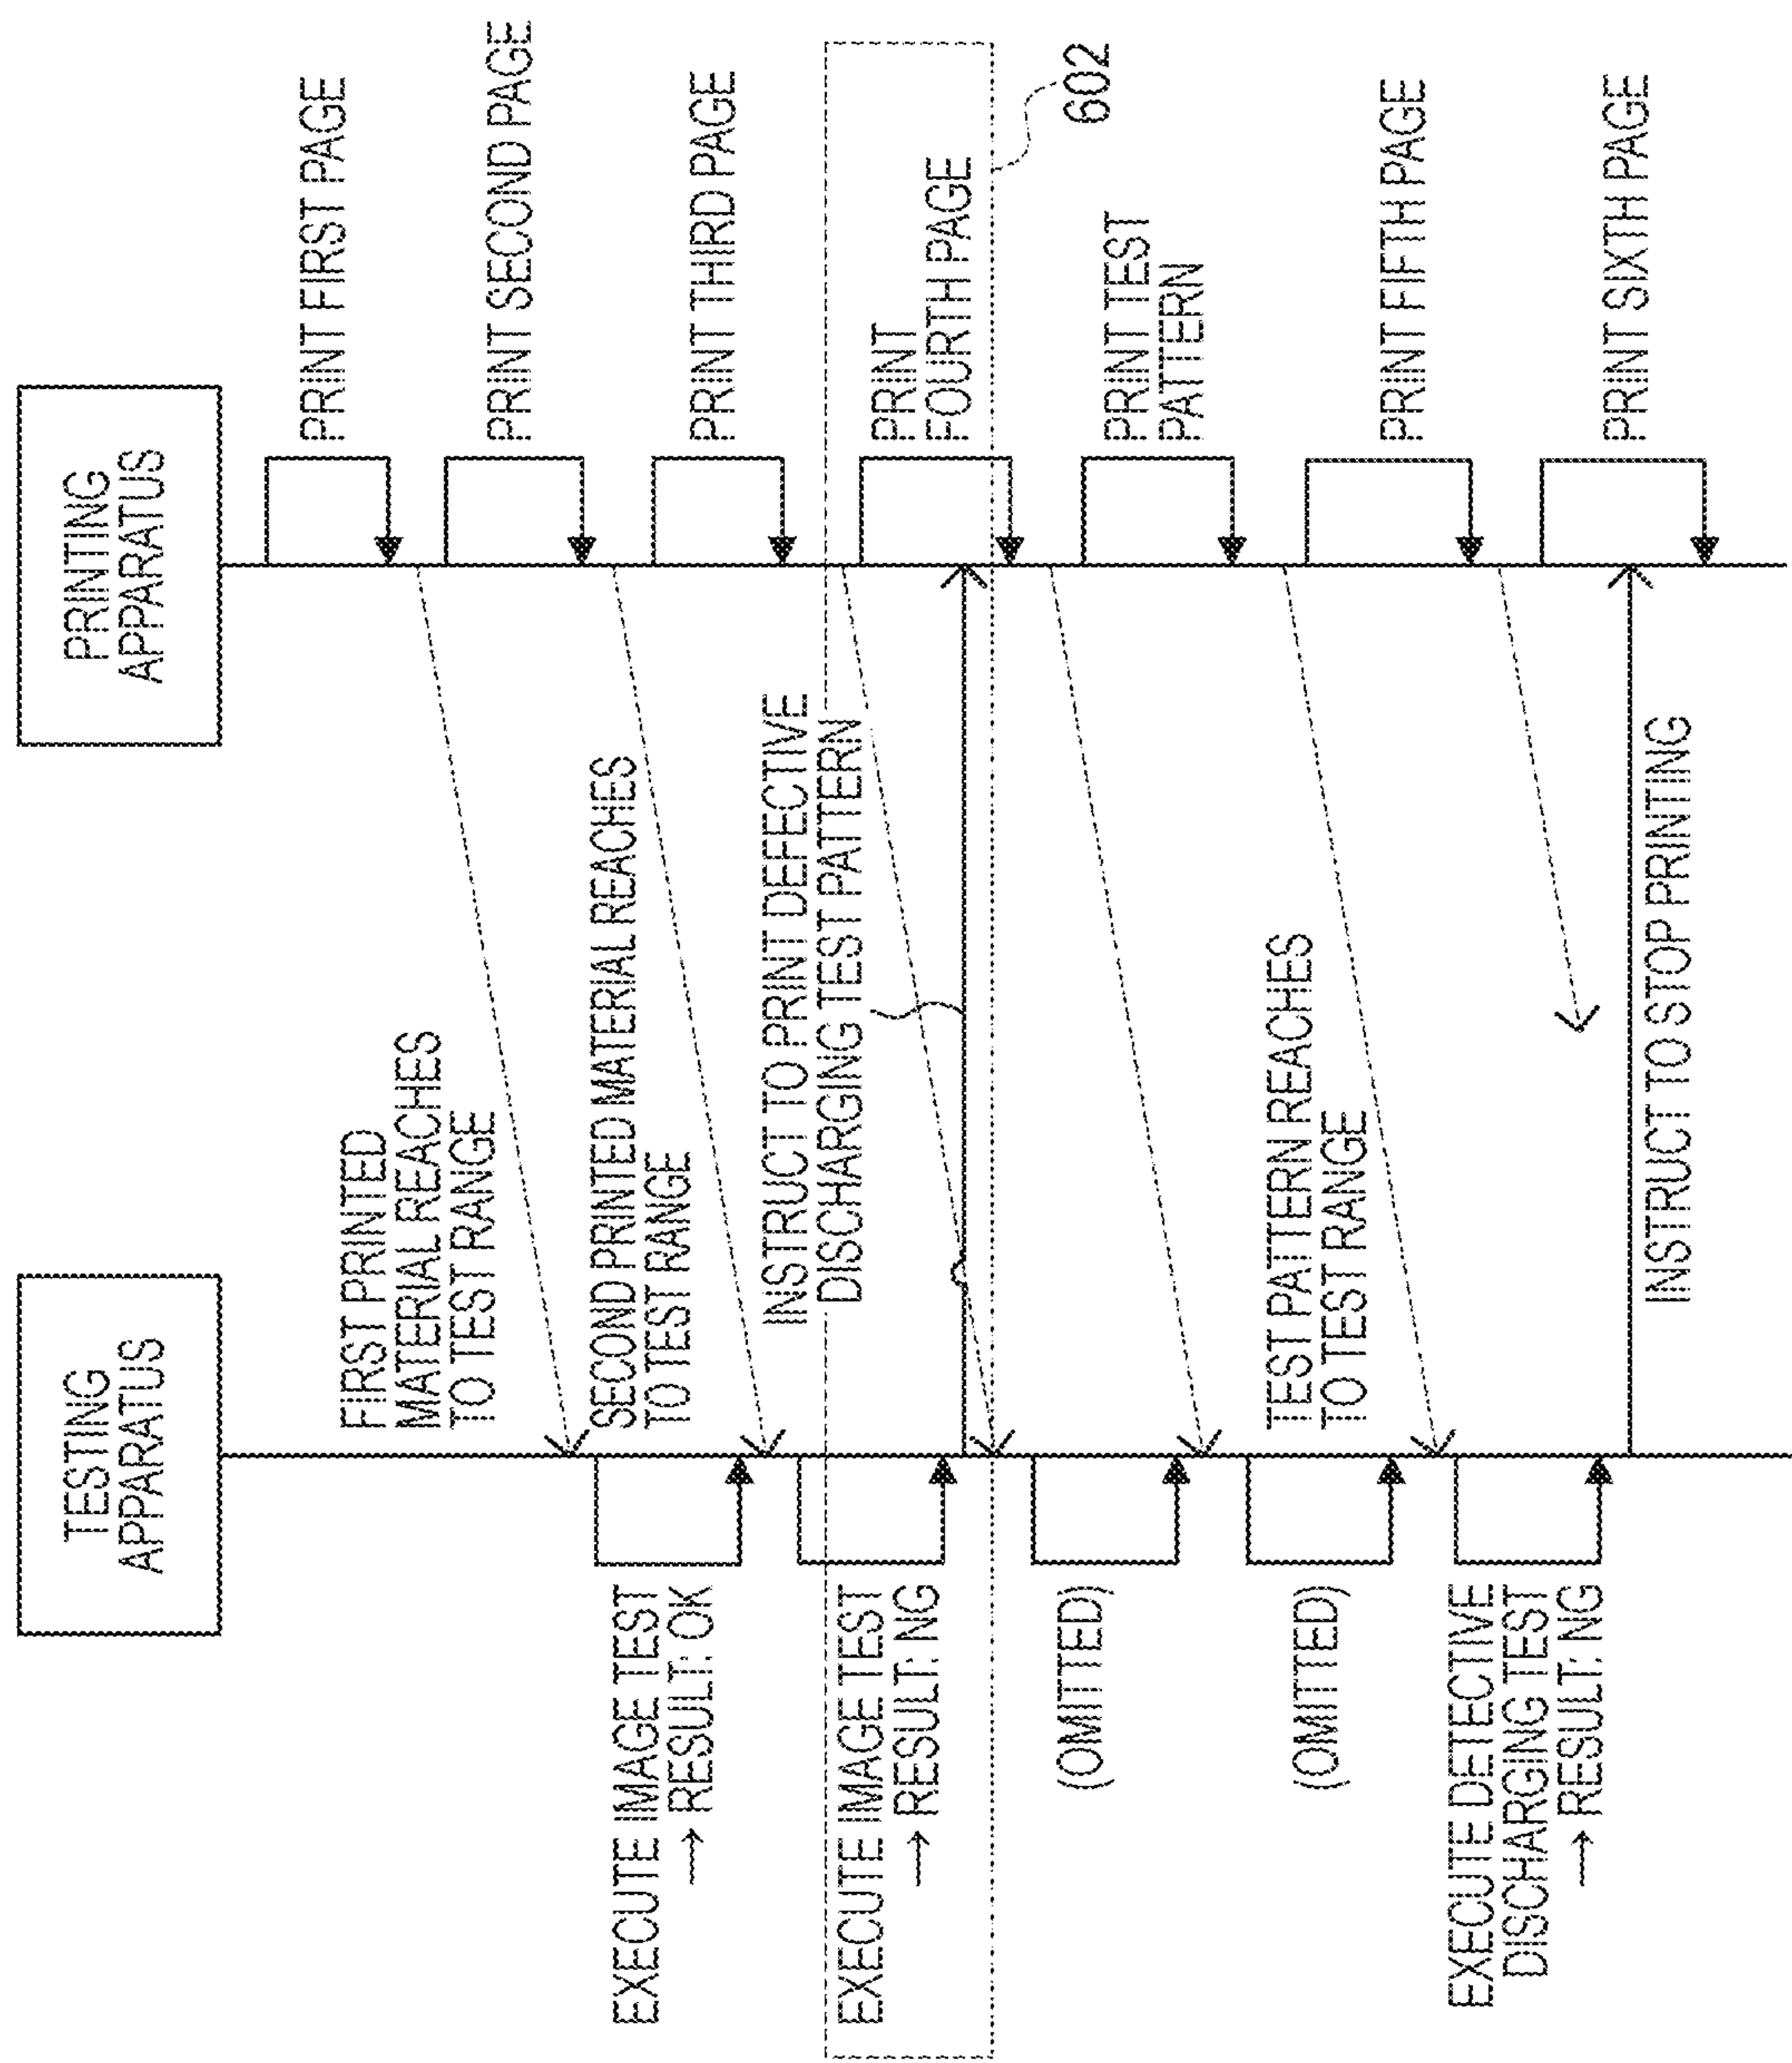 TESTING
APPARATUS
PRINTING
APPARATUS
PRINT FIRST PAGE
FIRST PRINTED
MATERIAL REACHES
TO TEST RANGE
PRINT SECOND PAGE
EXECUTE IMAGE TEST
→ RESULT: OK
SECOND PRINTED MATERIAL REACHES
TO TEST RANGE
PRINT THIRD PAGE
INSTRUCT TO PRINT DEFECTIVE
DISCHARGING TEST PATTERN
EXECUTE IMAGE TEST
→ RESULT: NG
PRINT
FOURTH PAGE
602
(OMITTED)
PRINT TEST
PATTERN
TEST PATTERN REACHES
TO TEST RANGE
(OMITTED)
PRINT FIFTH PAGE
EXECUTE DETECTIVE
DISCHARGING TEST
→ RESULT: NG
PRINT SIXTH PAGE
INSTRUCT TO STOP PRINTING